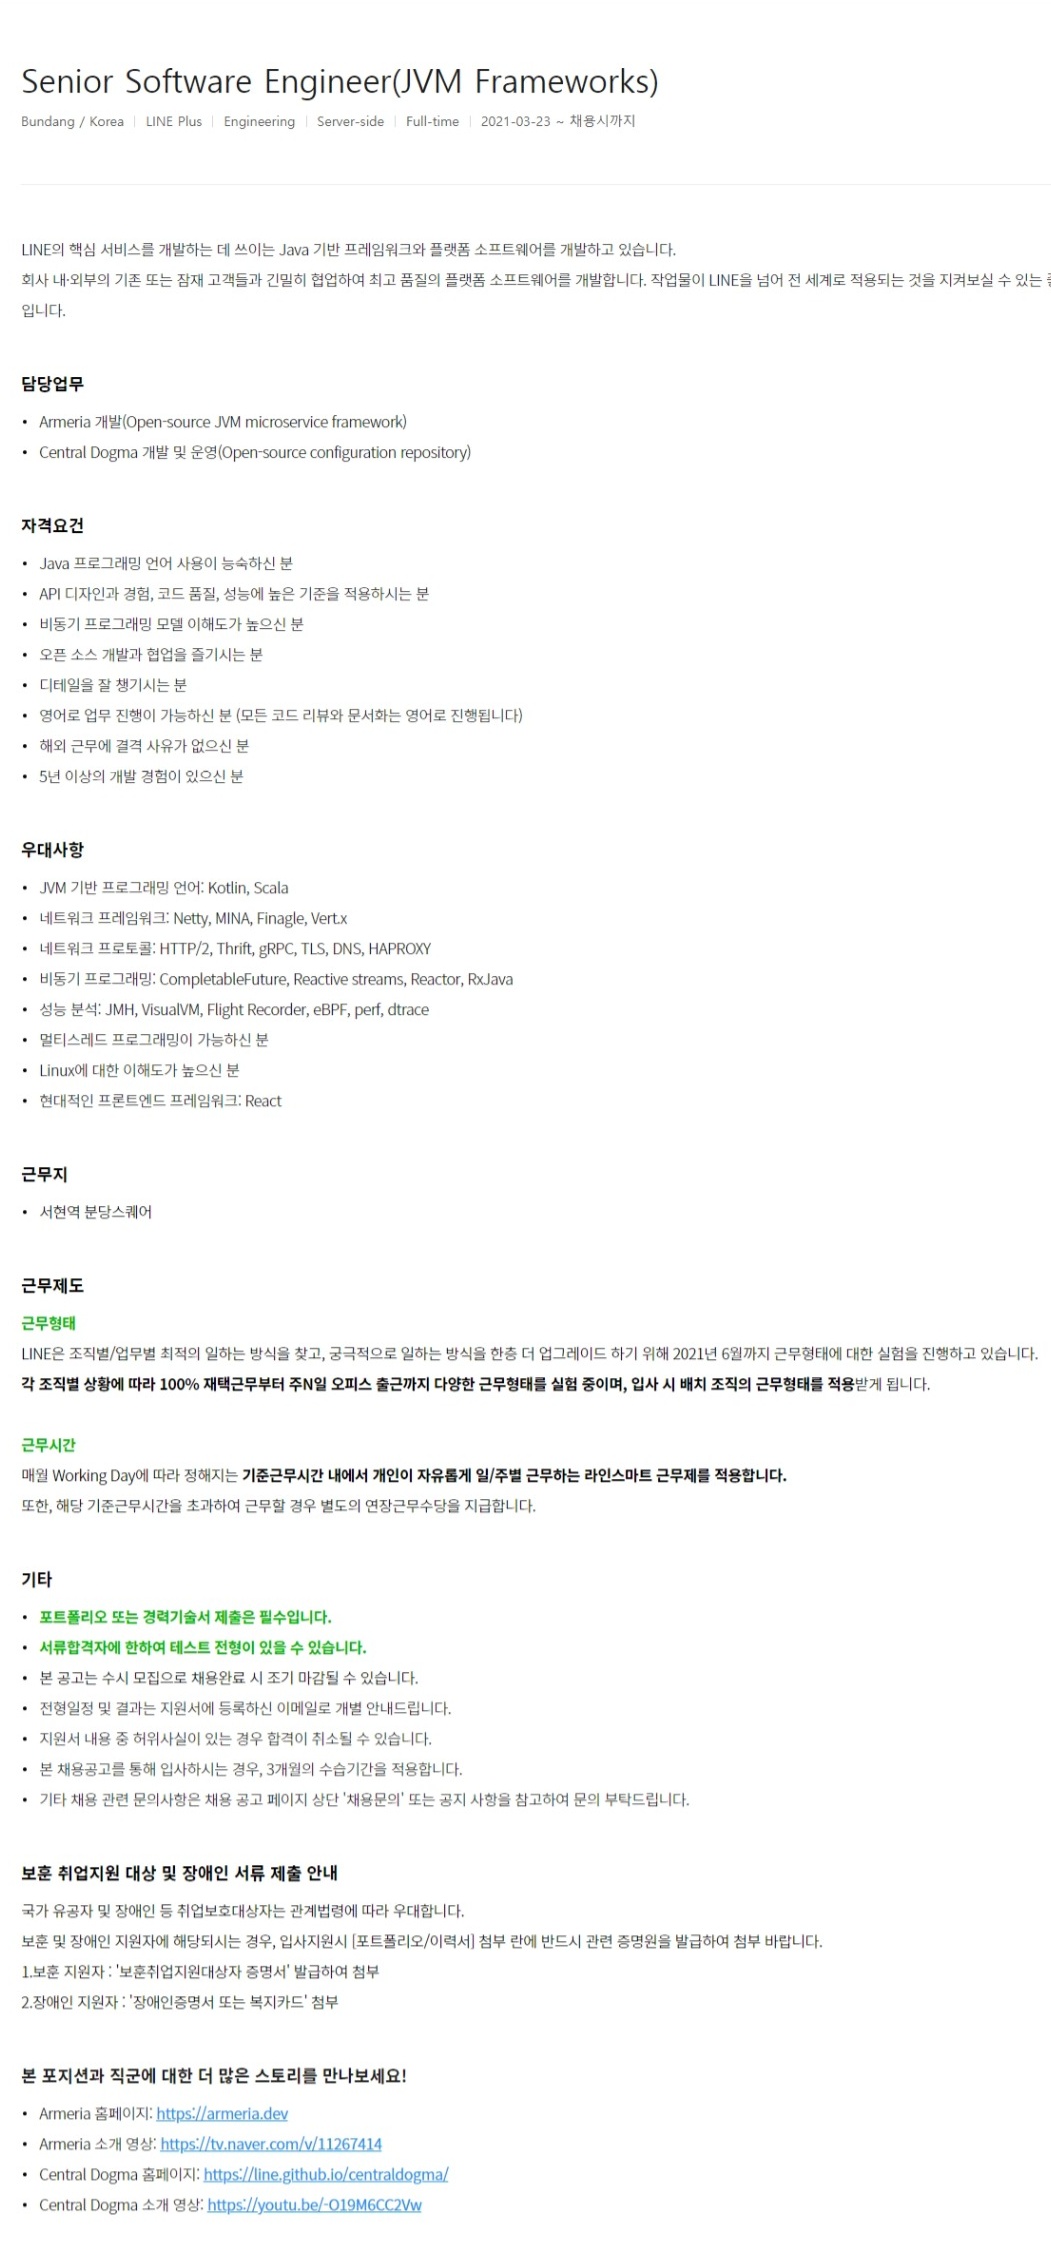 Senior Software Engineer(JVM Frameworks)
Bundang / Korea | LINE Plus | Engineering | Server-side | Full-time | 2021-03-23 ~ 채용시까지
LINE의 핵심 서비스를 개발하는 데 쓰이는 Java 기반 프레임워크와 플랫폼 소프트웨어를 개발하고 있습니다.
회사 내·외부의 기존 또는 잠재 고객들과 긴밀히 협업하여 최고 품질의 플랫폼 소프트웨어를 개발합니다. 작업물이 LINE을 넘어 전 세계로 적용되는 것을 지켜보실 수 있는
입니다.
담당업무
• Armeria 개발(Open-source JVM microservice framework)
• Central Dogma 개발 및 운영(Open-source configuration repository)
자격요건
• Java 프로그래밍 언어 사용이 능숙하신 분
• API 디자인과 경험, 코드 품질, 성능에 높은 기준을 적용하시는 분
• 비동기 프로그래밍 모델 이해도가 높으신 분
• 오픈 소스 개발과 협업을 즐기시는 분
• 디테일을 잘 챙기시는 분
• 영어로 업무 진행이 가능하신 분 (모든 코드 리뷰와 문서화는 영어로 진행됩니다)
• 해외 근무에 결격 사유가 없으신 분
• 5년 이상의 개발 경험이 있으신 분
우대사항
• JVM 기반 프로그래밍 언어: Kotlin, Scala
• 네트워크 프레임워크: Netty, MINA, Finagle, Vert.x
• 네트워크 프로토콜: HTTP/2, Thrift, gRPC, TLS, DNS, HAPROXY
• 비동기 프로그래밍: CompletableFuture, Reactive streams, Reactor, RxJava
• 성능 분석: JMH, VisualVM, Flight Recorder, eBPF, perf, dtrace
• 멀티스레드 프로그래밍이 가능하신 분
• Linux에 대한 이해도가 높으신 분
• 현대적인 프론트엔드 프레임워크: React
근무지
• 서현역 분당스퀘어
근무제도
근무형태
LINE은 조직별/업무별 최적의 일하는 방식을 찾고, 궁극적으로 일하는 방식을 한층 더 업그레이드 하기 위해 2021년 6월까지 근무형태에 대한 실험을 진행하고 있습니다.
각 조직별 상황에 따라 100% 재택근무부터 주N일 오피스 출근까지 다양한 근무형태를 실험 중이며, 입사 시 배치 조직의 근무형태를 적용받게 됩니다.
근무시간
매월 Working Day에 따라 정해지는 기준근무시간 내에서 개인이 자유롭게 일/주별 근무하는 라인스마트 근무제를 적용합니다.
또한, 해당 기준근무시간을 초과하여 근무할 경우 별도의 연장근무수당을 지급합니다.
기타
• 포트폴리오 또는 경력기술서 제출은 필수입니다.
• 서류합격자에 한하여 테스트 전형이 있을 수 있습니다.
• 본 공고는 수시 모집으로 채용완료 시 조기 마감될 수 있습니다.
• 전형일정 및 결과는 지원서에 등록하신 이메일로 개별 안내드립니다.
• 지원서 내용 중 허위사실이 있는 경우 합격이 취소될 수 있습니다.
• 본 채용공고를 통해 입사하시는 경우, 3개월의 수습기간을 적용합니다.
• 기타 채용 관련 문의사항은 채용 공고 페이지 상단 '채용문의' 또는 공지 사항을 참고하여 문의 부탁드립니다.
보훈 취업지원 대상 및 장애인 서류 제출 안내
국가 유공자 및 장애인 등 취업보호대상자는 관계법령에 따라 우대합니다.
보훈 및 장애인 지원자에 해당되시는 경우, 입사지원시 [포트폴리오/이력서] 첨부 란에 반드시 관련 증명원을 발급하여 첨부 바랍니다.
1.보훈 지원자 : '보훈취업지원대상자 증명서' 발급하여 첨부
2.장애인 지원자 : '장애인증명서 또는 복지카드' 첨부
본 포지션과 직군에 대한 더 많은 스토리를 만나보세요!
• Armeria 홈페이지: https://armeria.dev
• Armeria 소개 영상: https://tv.naver.com/v/11267414
• Central Dogma 홈페이지: https://line.github.io/centraldogma/
• Central Dogma 소개 영상: https://youtu.be/-O19M6CC2Vw